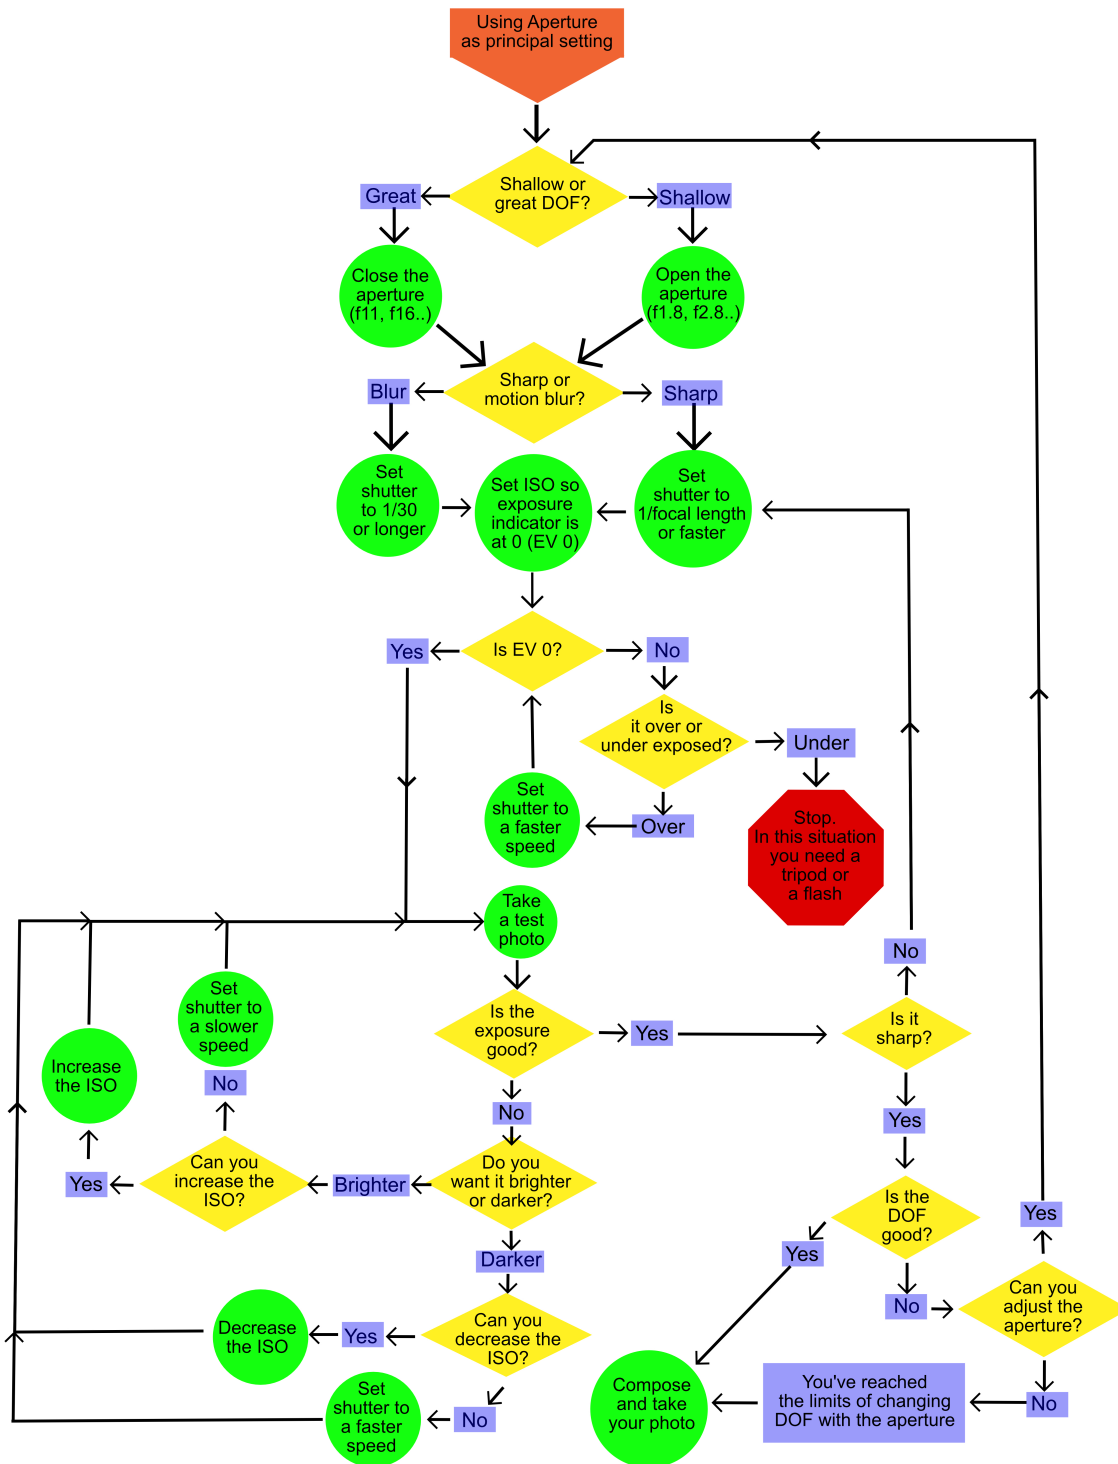 Using Aperture
as principal setting
Shallow or
great DOF?
Great
Shallow
Close the
aperture
(f11, f16..)
Open the
aperture
(f1.8, f2.8..)
Sharp or
motion blur?
Blur
Sharp
Set
shutter
to 1/30
or longer
Set ISO so
exposure
indicator is
at 0 (EV 0)
Set
shutter to
1/focal length
or faster
Is EV 0?
Yes
No
Is
it over or
under exposed?
Under
Over
Set
shutter to
a faster
speed
Stop.
In this situation
you need a
tripod or
a flash
Take
a test
photo
No
Set
shutter to
a slower
speed
Is the
exposure
good?
Yes
Is it
sharp?
Increase
the ISO
No
No
Yes
Can you
increase the
ISO?
Yes
Brighter
Do you
want it brighter
or darker?
Is the
DOF
good?
Yes
Darker
Yes
No
Can you
adjust the
aperture?
Decrease
the ISO
Yes
Can you
decrease the
ISO?
Set
shutter to
a faster
speed
No
Compose
and take
your photo
You've reached
the limits of changing
DOF with the aperture
No